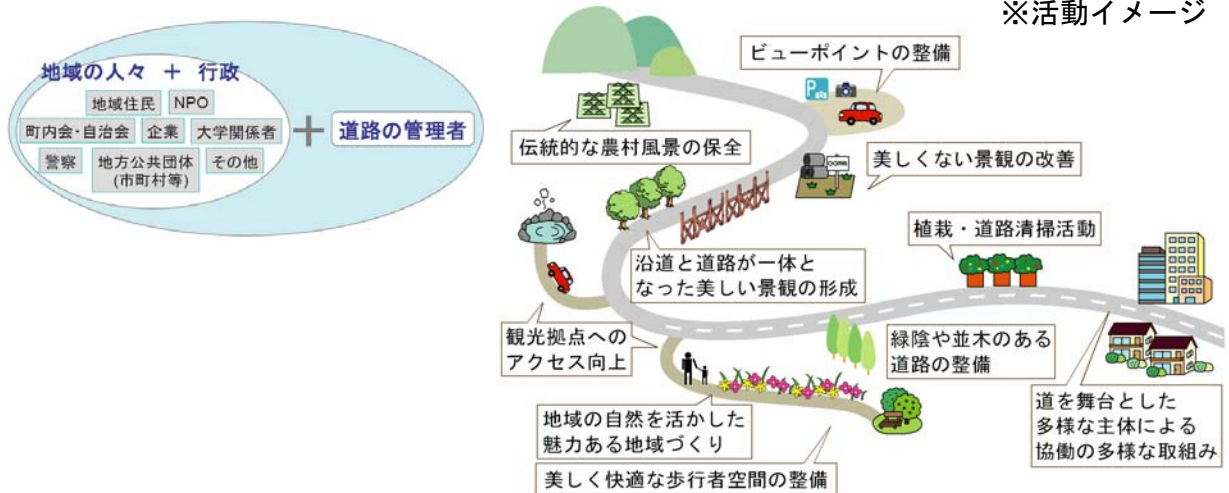 ※活動イメージ
地域の人々 + 行政
地域住民
NPO
町内会・自治会
企業
大学関係者
警察
地方公共団体
(市町村等)
その他
+
道路の管理者
ビューポイントの整備
P
伝統的な農村風景の保全
美しくない景観の改善
植栽・道路清掃活動
沿道と道路が一体と
なった美しい景観の形成
観光拠点への
アクセス向上
緑陰や並木のある
道路の整備
地域の自然を活かした
魅力ある地域づくり
道を舞台とした
多様な主体による
協働の多様な取組み
美しく快適な歩行者空間の整備